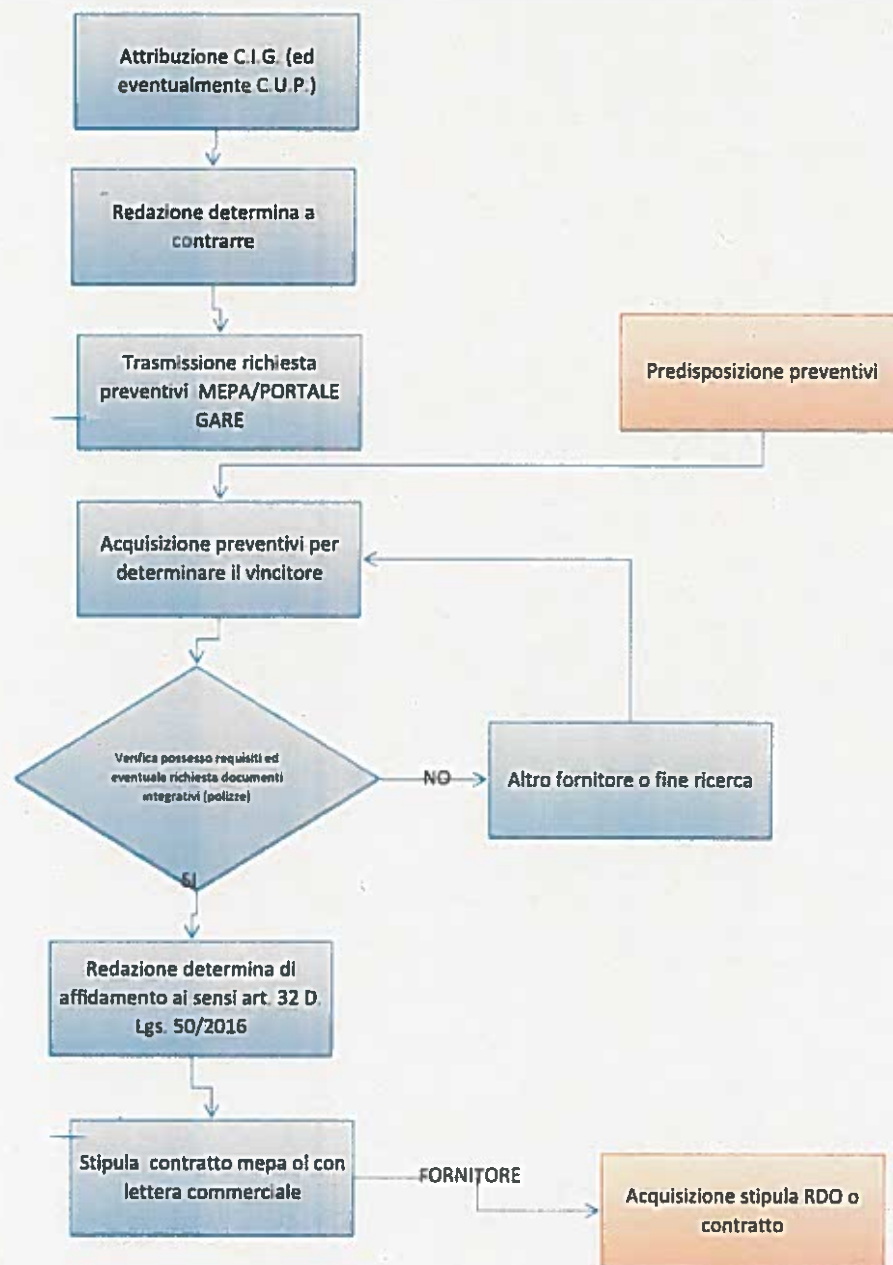 Attribuzione C.I.G. (ed
eventualmente C.U.P.)
Redazione determina a
contrarre
Trasmissione richiesta
preventivi MEPA/PORTALE
GARE
Predisposizione preventivi
Acquisizione preventivi per
determinare il vincitore
Verifica possesso requisiti ed
eventuale richiesta documenti
integrativi (polizze)
NO
Altro fornitore o fine ricerca
SI
Redazione determina di
affidamento ai sensi art. 32 D.
Lgs. 50/2016
Stipula contratto mepa oi con
lettera commerciale
FORNITORE
Acquisizione stipula RDO o
contratto